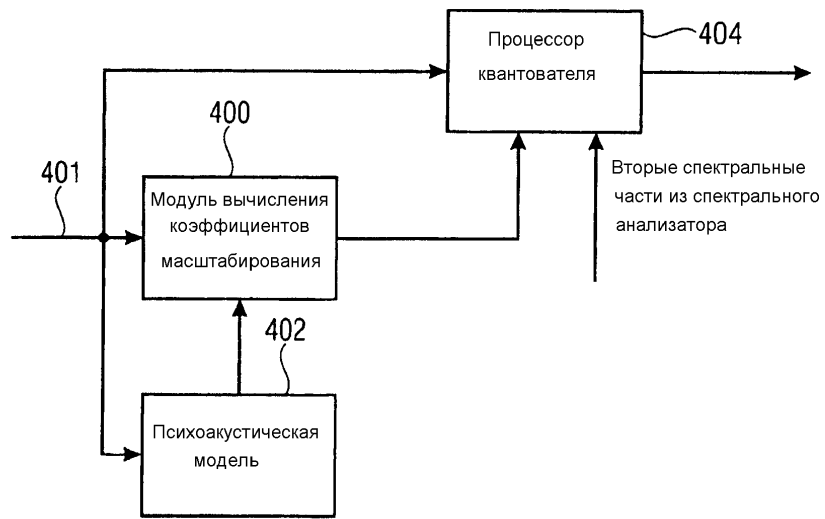 Процессор
квантователя
404
400
401
Модуль вычисления
коэффициентов
масштабирования
Вторые спектральные
части из спектрального
анализатора
402
Психоакустическая
модель